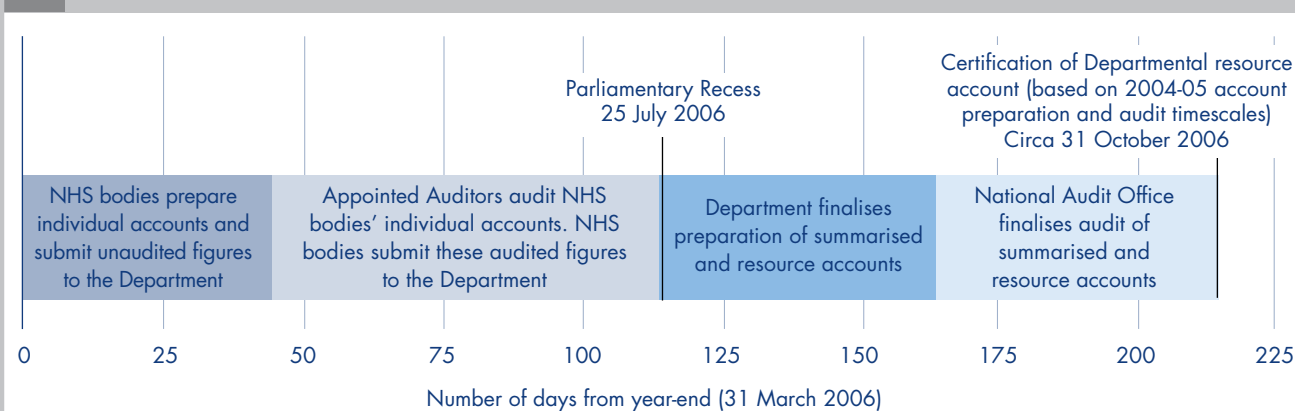 Parliamentary Recess
25 July 2006
Certification of Departmental resource
account (based on 2004-05 account
preparation and audit timescales)
Circa 31 October 2006
NHS bodies prepare
individual accounts and
submit unaudited figures
to the Department
Appointed Auditors audit NHS
bodies’ individual accounts. NHS
bodies submit these audited figures
to the Department
Department finalises
preparation of summarised
and resource accounts
National Audit Office
finalises audit of
summarised and
resource accounts
0 25 50 75 100 125 150 175 200 225
Number of days from year-end (31 March 2006)